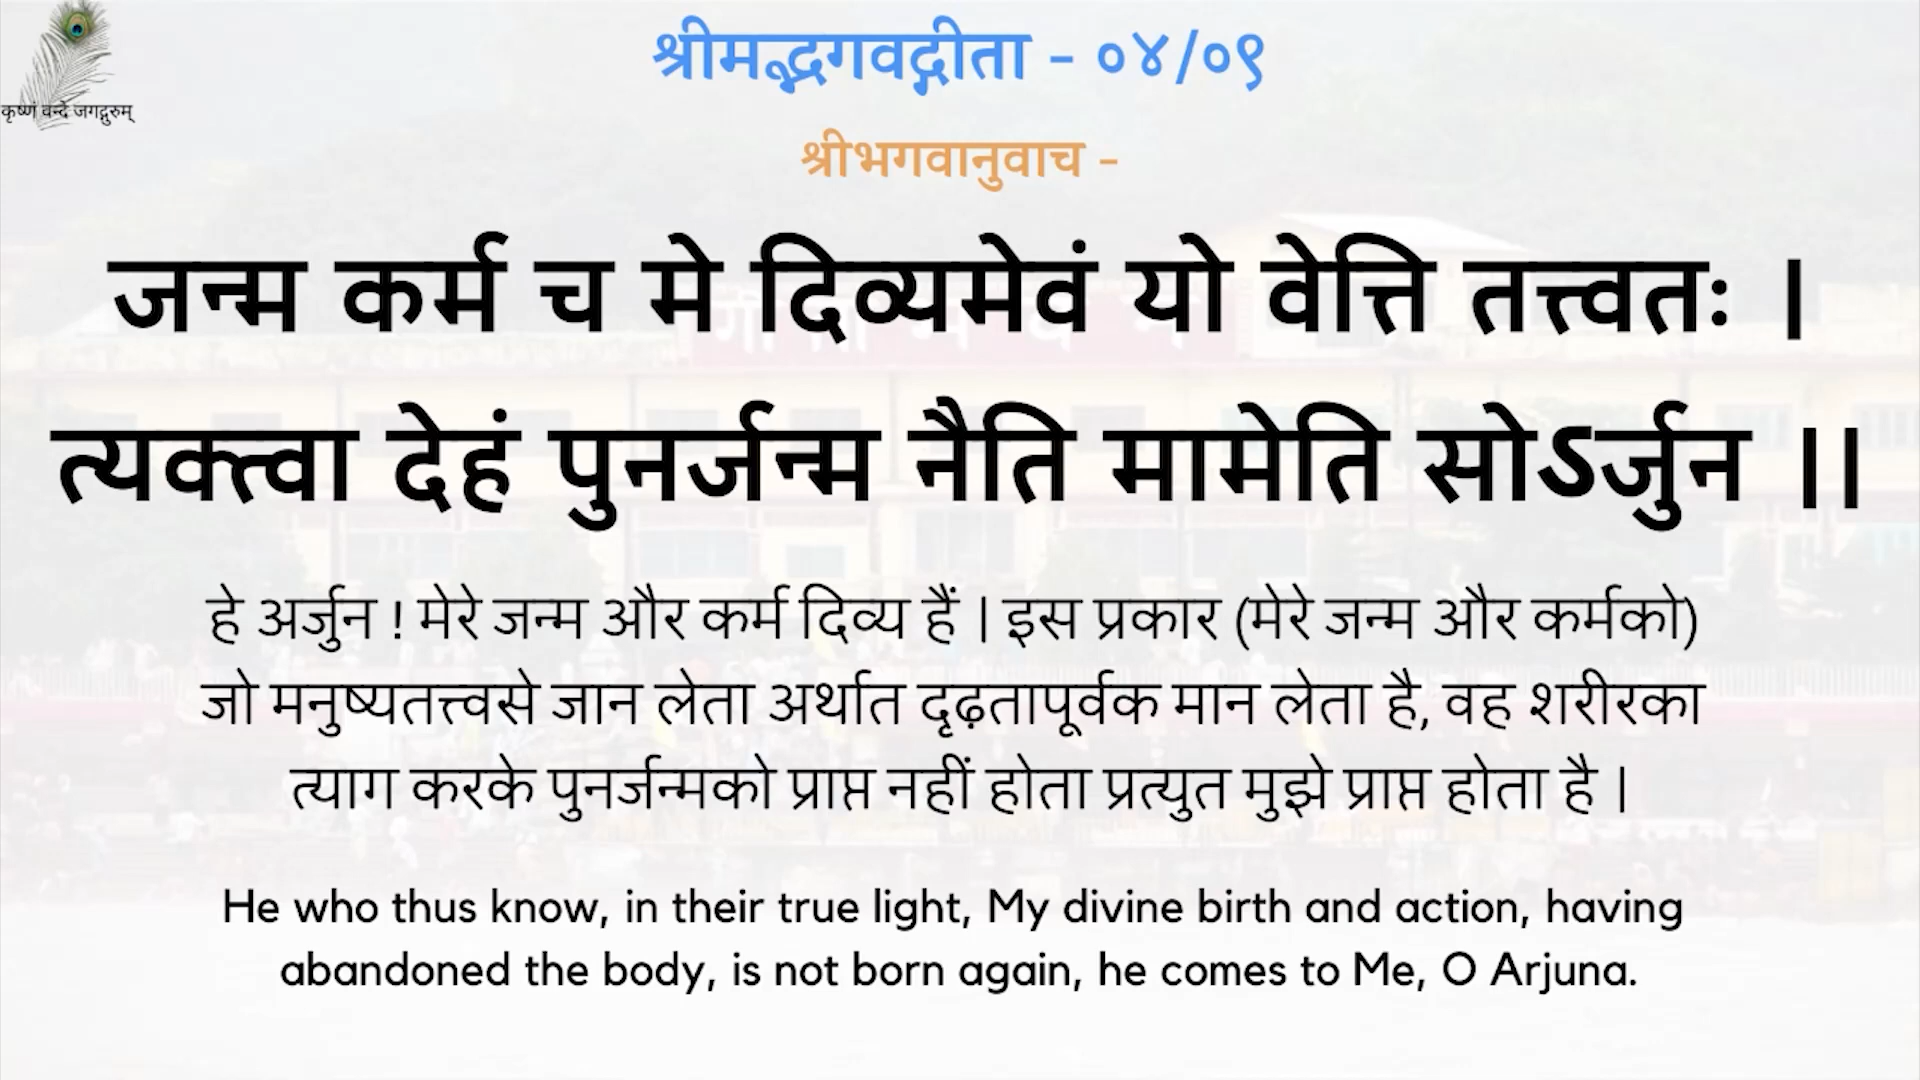 कृष्णं वन्दे जगद्गुरुम्
श्रीमद्भगवद्गीता - ०४/०९
श्रीभगवानुवाच -
जन्म कर्म च मे दिव्यमेवं यो वेत्ति तत्त्वतः |
त्यक्त्वा देहं पुनर्जन्म नैति मामेति सोऽर्जुन ||
हे अर्जुन ! मेरे जन्म और कर्म दिव्य हैं | इस प्रकार (मेरे जन्म और कर्मको)
जो मनुष्यतत्त्वसे जान लेता अर्थात दृढ़तापूर्वक मान लेता है, वह शरीरका
त्याग करके पुनर्जन्मको प्राप्त नहीं होता प्रत्युत मुझे प्राप्त होता है |
He who thus know, in their true light, My divine birth and action, having
abandoned the body, is not born again, he comes to Me, O Arjuna.